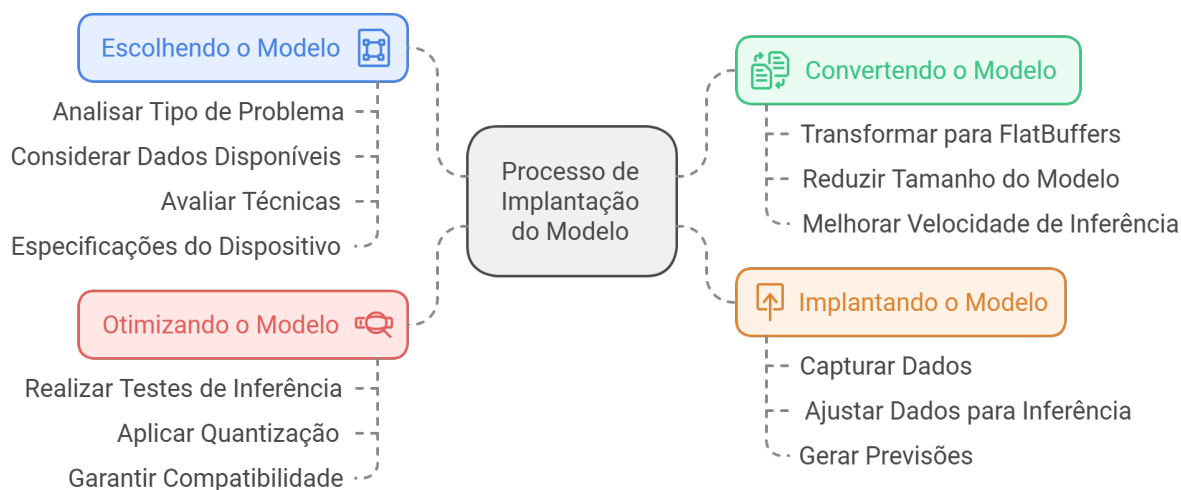 Escolhendo o Modelo
Analisar Tipo de Problema
Considerar Dados Disponíveis
Avaliar Técnicas
Especificações do Dispositivo
Otimizando o Modelo
Realizar Testes de Inferência
Aplicar Quantização
Garantir Compatibilidade
Processo de
Implantação
do Modelo
Convertendo o Modelo
Transformar para FlatBuffers
Reduzir Tamanho do Modelo
Melhorar Velocidade de Inferência
Implantando o Modelo
Capturar Dados
Ajustar Dados para Inferência
Gerar Previsões